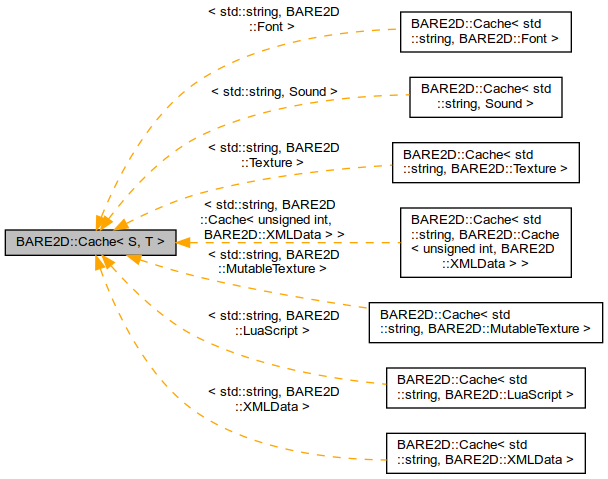 < std::string, BARE2D
::Font >
BARE2D::Cache< std
::string, BARE2D::Font >
< std::string, Sound >
BARE2D::Cache< std
::string, Sound >
< std::string, BARE2D
::Texture >
BARE2D::Cache< std
::string, BARE2D::Texture >
< std::string, BARE2D
::Cache< unsigned int,
BARE2D::XMLData > >
BARE2D::Cache< std
::string, BARE2D::Cache
< unsigned int, BARE2D
::XMLData > >
BARE2D::Cache< S, T >
< std::string, BARE2D
::MutableTexture >
BARE2D::Cache< std
::string, BARE2D::MutableTexture >
< std::string, BARE2D
::LuaScript >
BARE2D::Cache< std
::string, BARE2D::LuaScript >
< std::string, BARE2D
::XMLData >
BARE2D::Cache< std
::string, BARE2D::XMLData >